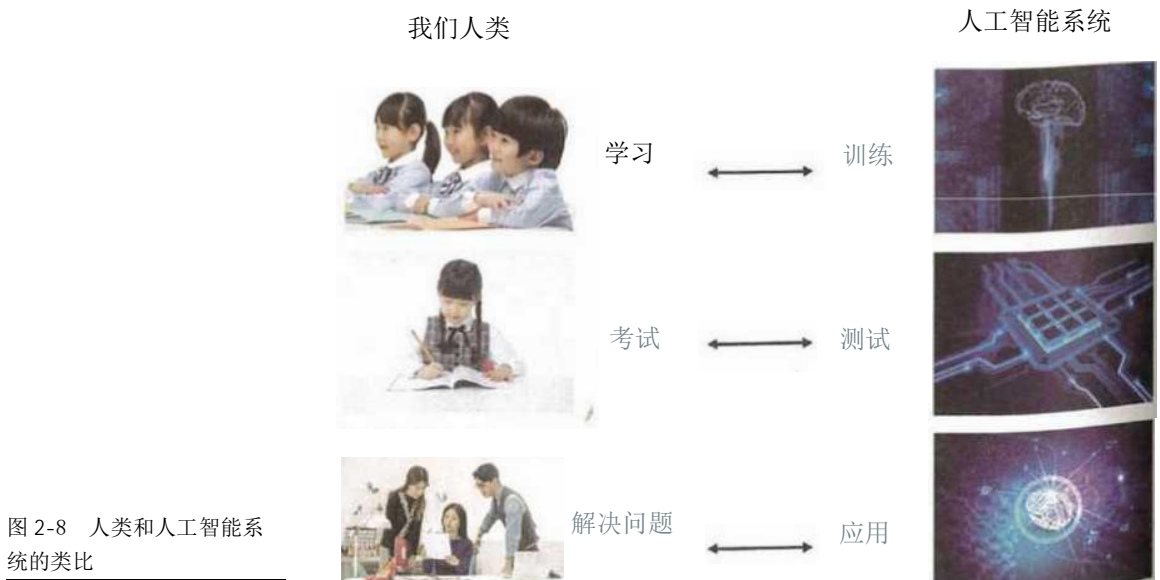 我们人类
人工智能系统
学习
训练
考试
测试
解决问题
应用
图 2-8 人类和人工智能系
统的类比